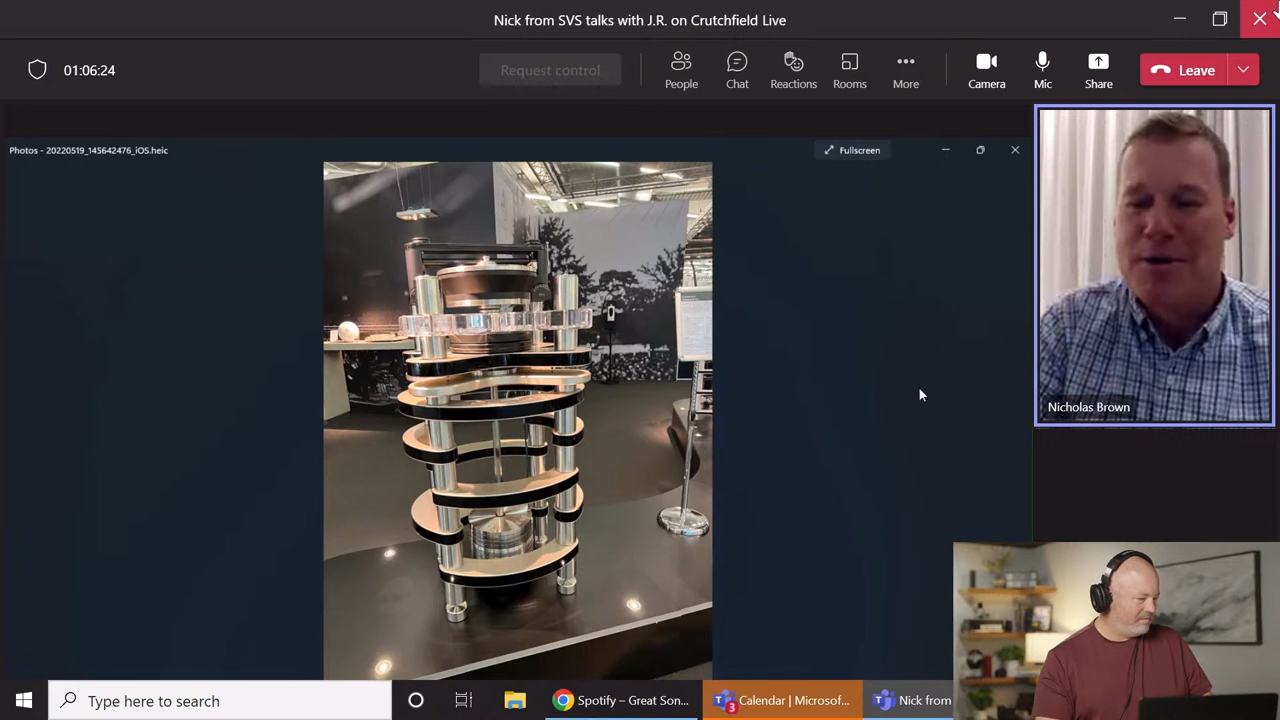 Nick from SVS talks with J.R. on Crutchfield Live
01:06:24
Request control
People
Chat
Reactions
Rooms
More
Camera
Mic
Share
Leave
Photos - 20220519_145642476_iOS.heic
Fullscreen
Nicholas Brown
Type here to search
Spotify – Great Son...
3
Calendar | Microsof...
Nick from